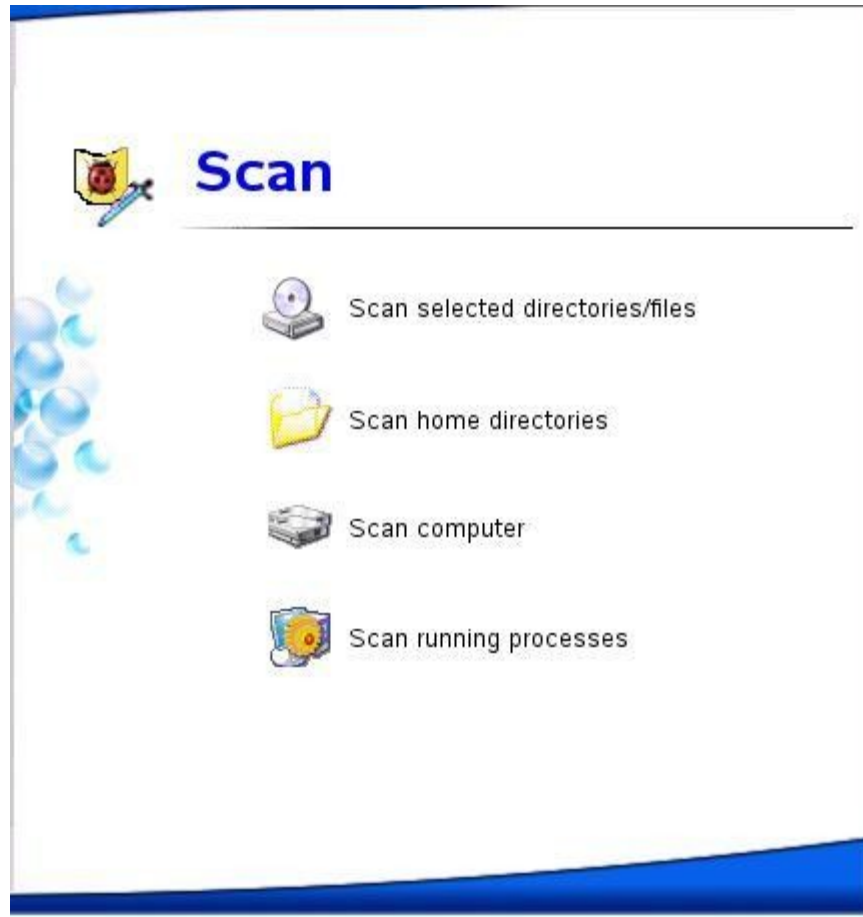 Scan
Scan selected directories/files
Scan home directories
Scan computer
Scan running processes